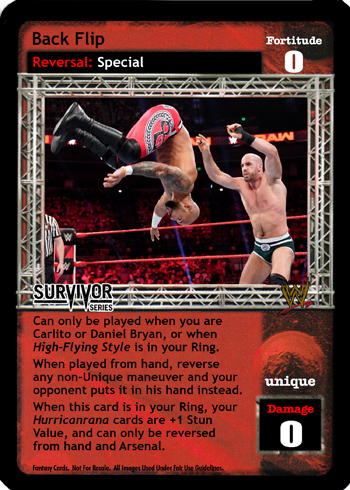 Back Flip
Fortitude
0
Reversal: Special
RAW
SURVIVOR
SERIES
W
Can only be played when you are
Carlito or Daniel Bryan, or when
High-Flying Style is in your Ring.
When played from hand, reverse
any non-Unique maneuver and your
opponent puts it in his hand instead.
When this card is in your Ring, your
Hurricanrana cards are +1 Stun
Value, and can only be reversed
from hand and Arsenal.
unique
Damage
0
Fantasy Cards. Not For Resale. All Images Used Under Fair Use Guidelines.